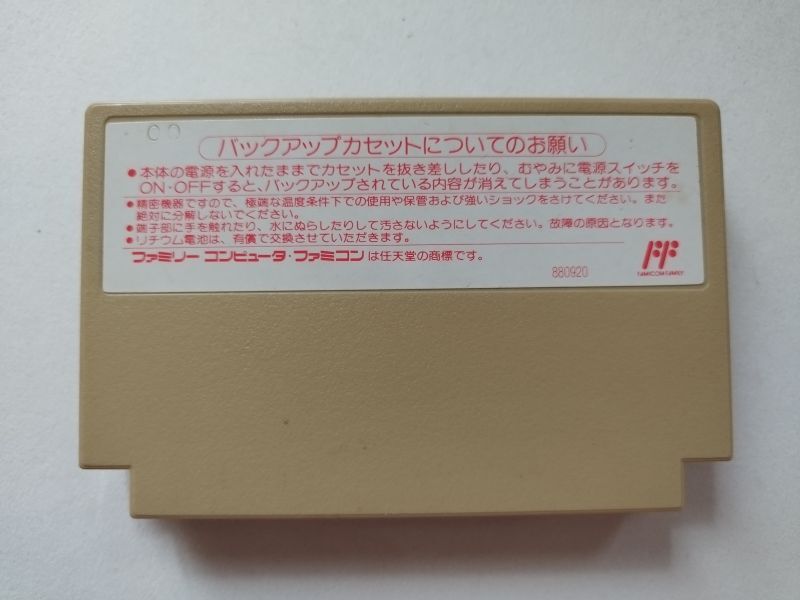 CO
バックアップカセットについてのお願い
●本体の電源を入れたままでカセットを抜き差ししたり、むやみに電源スイッチを
ON・OFFすると、バックアップされている内容が消えてしまうことがあります。
●精密機器ですので、極端な温度条件下での使用や保管および強いショックをさけてください。また
絶対に分解しないでください。
●端子部に手を触れたり、水にぬらしたりして汚さないようにしてください。故障の原因となります。
●リチウム電池は、有償で交換させていただきます。
ファミリー コンピュータ・ファミコンは任天堂の商標です。
880920
FF
FAMICOM FAMILY